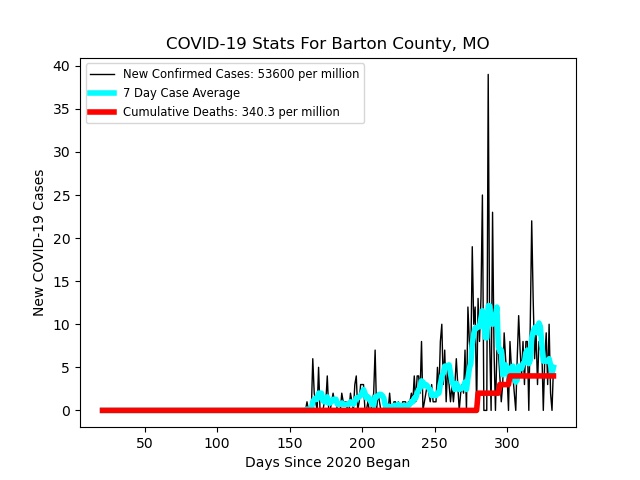 COVID-19 Stats For Barton County, MO
New Confirmed Cases: 53600 per million
7 Day Case Average
Cumulative Deaths: 340.3 per million
New COVID-19 Cases
40
35
30
25
20
15
10
5
0
50 100 150 200 250 300
Days Since 2020 Began